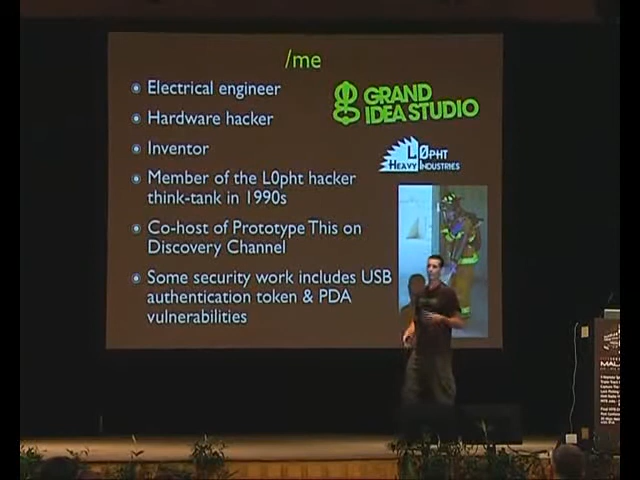 /me
Electrical engineer
Hardware hacker
Inventor
Member of the L0pht hacker
think-tank in 1990s
Co-host of Prototype This on
Discovery Channel
Some security work includes USB
authentication token & PDA
vulnerabilities
GRAND
IDEA STUDIO
L0PHT
HEAVY INDUSTRIES